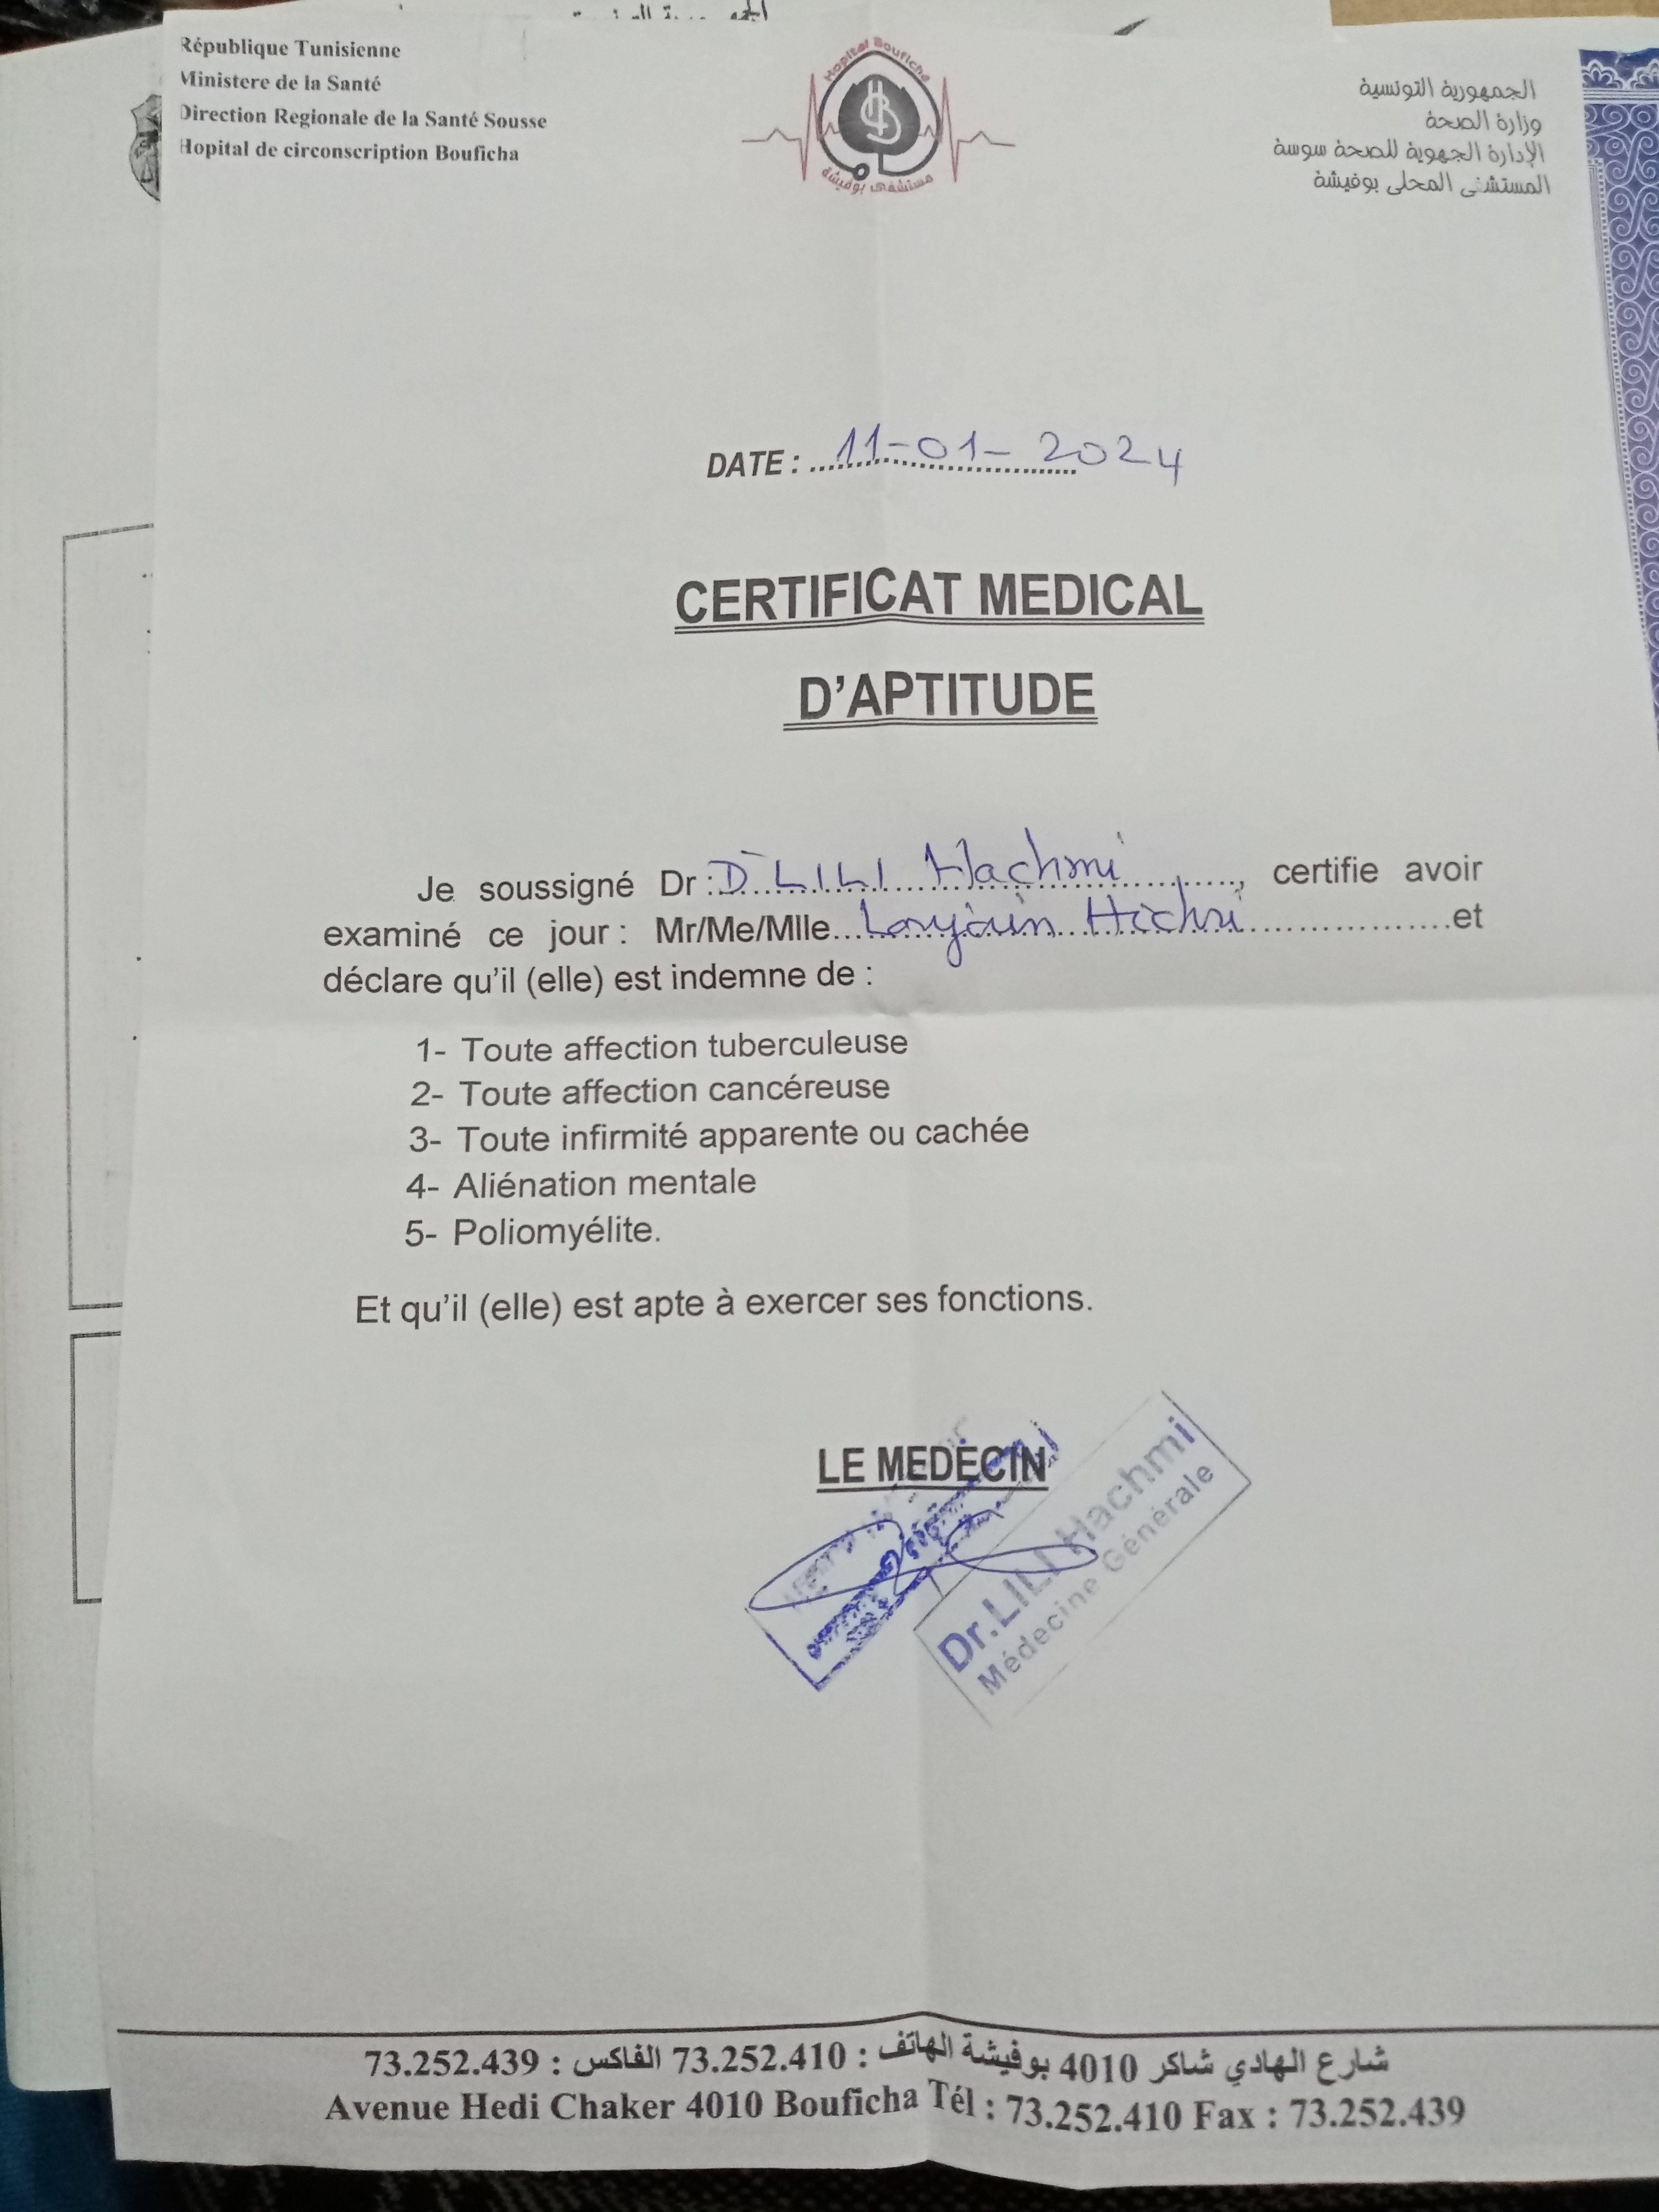 République Tunisienne
Ministere de la Santé
Direction Regionale de la Santé Sousse
Hopital de circonscription Bouficha
Hopital Bouficha
مستشفى بوفيشة
الجمهورية التونسية
وزارة الصحة
الإدارة الجهوية للصحة سوسة
المستشفى المحلي بوفيشة
DATE : 11-01-2024
CERTIFICAT MEDICAL
D'APTITUDE
Je soussigné Dr : D LILI Hachmi, certifie avoir
examiné ce jour : Mr/Me/Mlle Loujain Hichri et
déclare qu'il (elle) est indemne de :
1- Toute affection tuberculeuse
2- Toute affection cancéreuse
3- Toute infirmité apparente ou cachée
4- Aliénation mentale
5- Poliomyélite.
Et qu'il (elle) est apte à exercer ses fonctions.
LE MEDECIN
Dr.LILI Hachmi
Médecine Générale
شارع الهادي شاكر 4010 بوفيشة الهاتف : 73.252.410 الفاكس : 73.252.439
Avenue Hedi Chaker 4010 Bouficha Tél : 73.252.410 Fax : 73.252.439